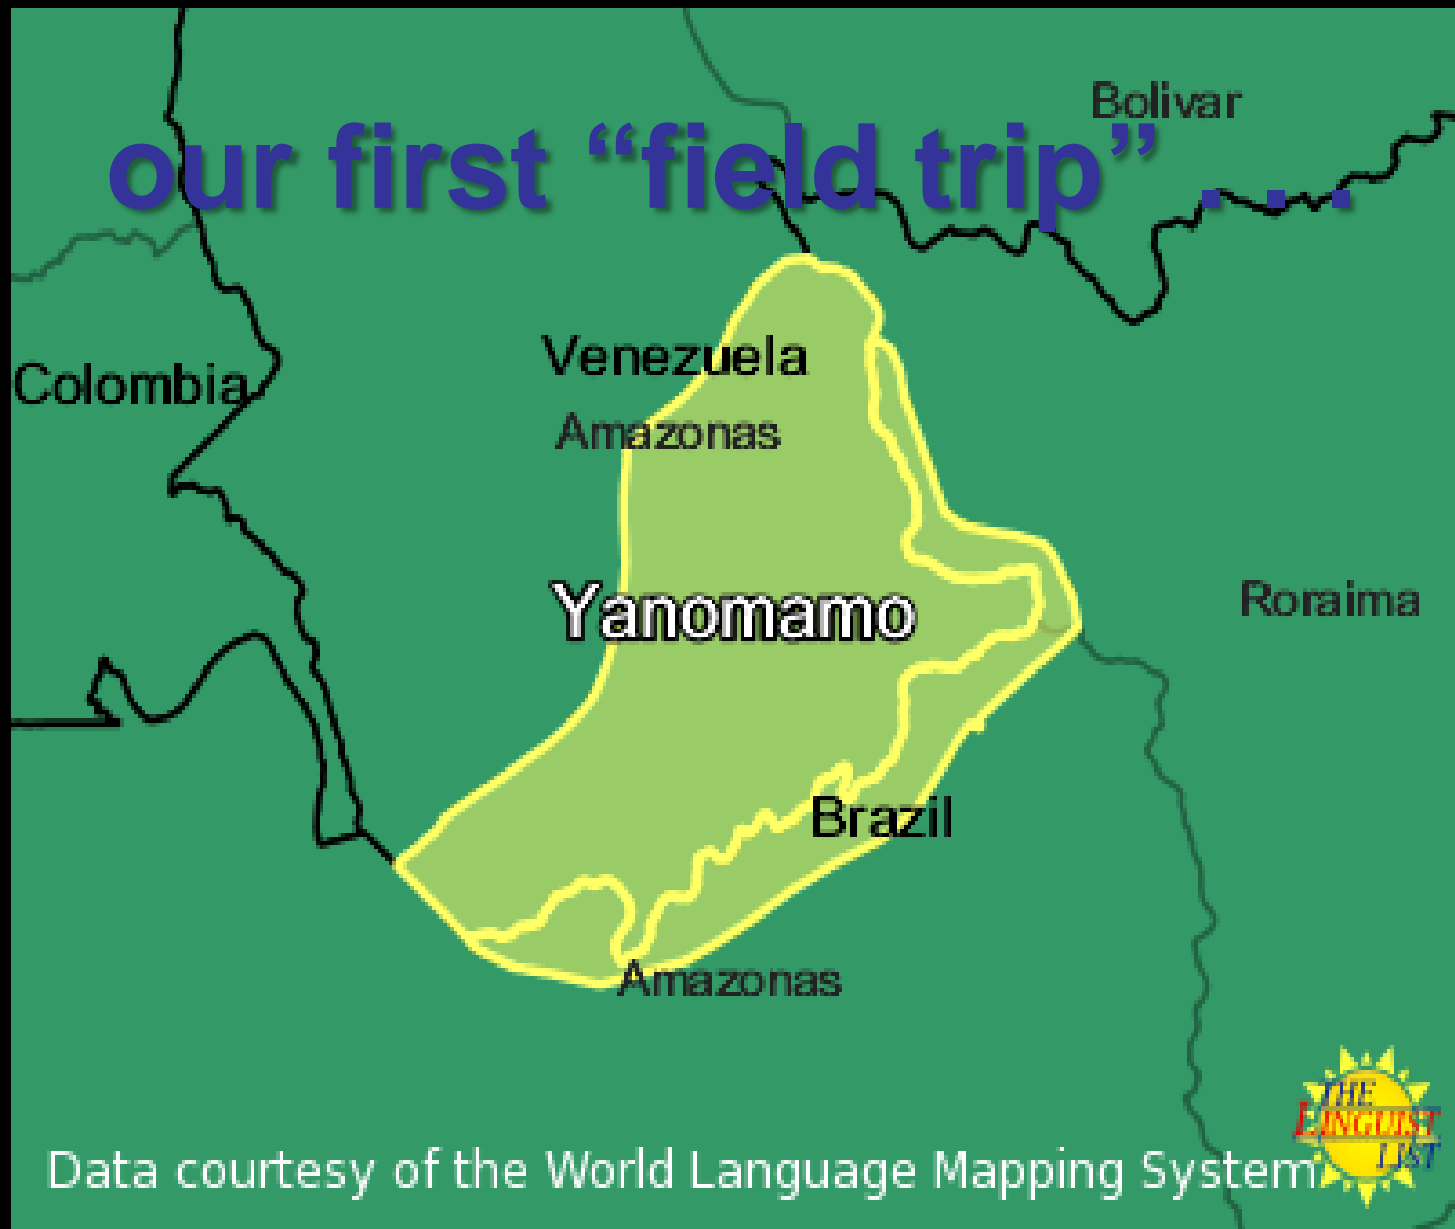 Bolivar
our first “field trip” . . .
Venezuela
Colombia
Amazonas
Yanomamo
Roraima
Brazil
Amazonas
THE
LINGUIST
LIST
Data courtesy of the World Language Mapping System